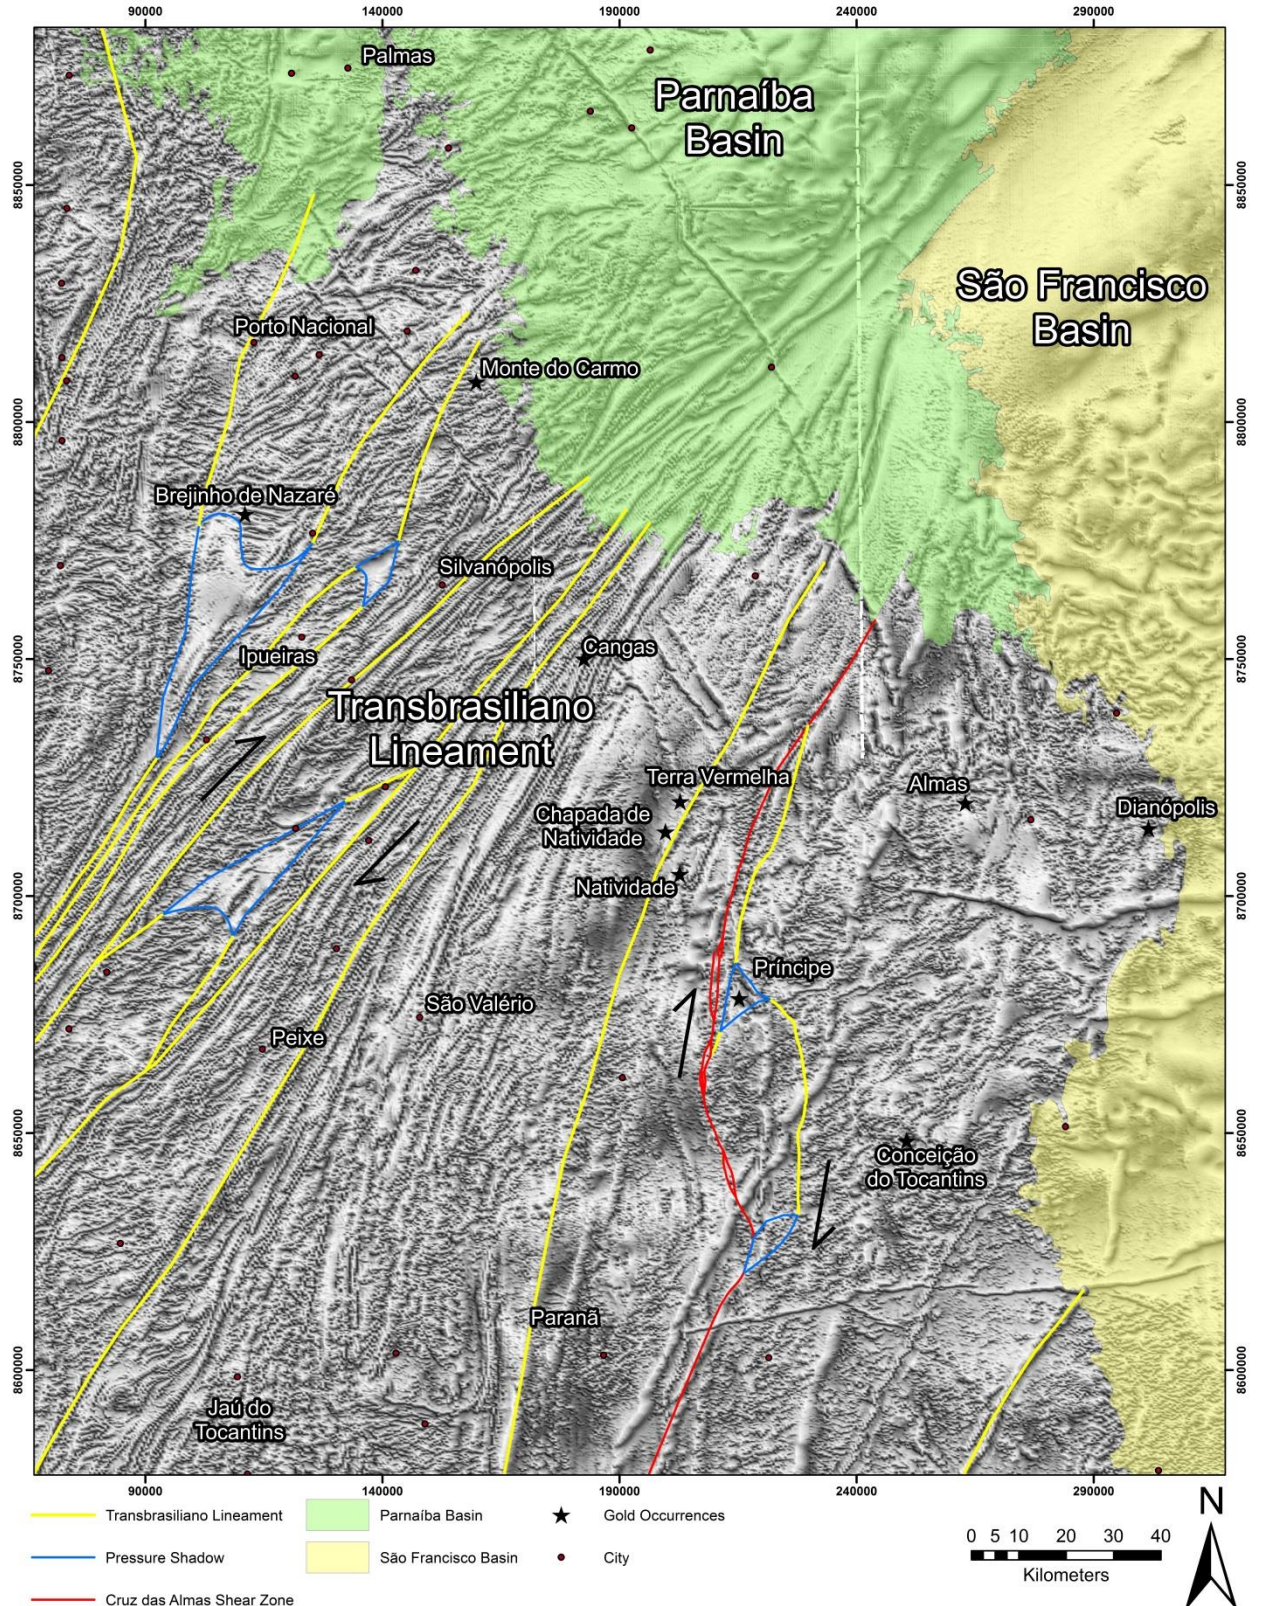 90000
140000
190000
240000
290000
Palmas
Parnaíba
Basin
8850000
8850000
São Francisco
Basin
Porto Nacional
Monte do Carmo
8800000
8800000
Brejinho de Nazaré
Silvanópolis
Cangas
Ipueiras
8750000
8750000
Transbrasiliano
Lineament
Terra Vermelha
Almas
Dianópolis
Chapada de
Natividade
Natividade
8700000
8700000
Príncipe
São Valério
Peixe
8650000
8650000
Conceição
do Tocantins
Paranã
8600000
8600000
Jaú do
Tocantins
90000
140000
190000
240000
290000
Transbrasiliano Lineament
Parnaíba Basin
Gold Occurrences
Pressure Shadow
São Francisco Basin
City
Cruz das Almas Shear Zone
N
0 5 10 20 30 40
Kilometers